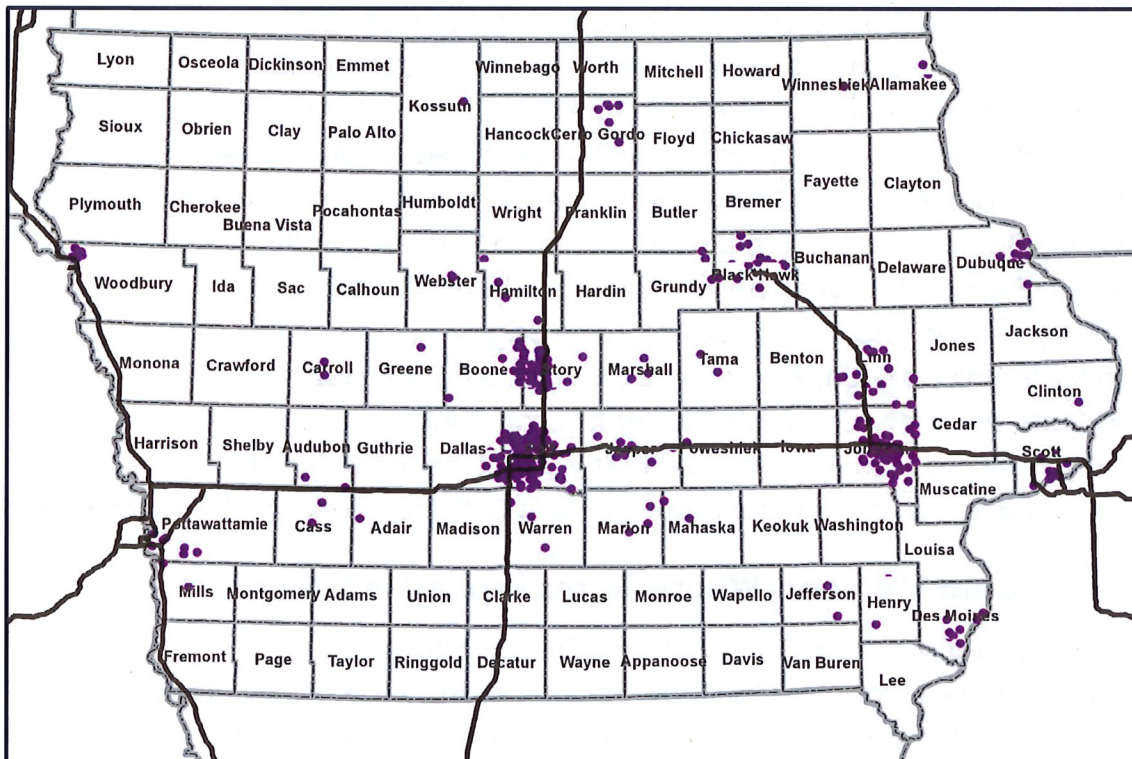 Lyon Osceola Dickinson Emmet Winnebago Worth Mitchell Howard Winneshiek Allamakee
Kossuth
Sioux Obrien Clay Palo Alto Hancock Cerro Gordo Floyd Chickasaw
Fayette Clayton
Plymouth Cherokee Buena Vista Pocahontas Humboldt Wright Franklin Butler Bremer
Woodbury Ida Sac Calhoun Webster Hamilton Hardin Grundy Black Hawk Buchanan Delaware Dubuque
Jackson
Monona Crawford Carroll Greene Boone Story Marshall Tama Benton Linn Jones
Clinton
Harrison Shelby Audubon Guthrie Dallas Jasper Poweshiek Iowa Johnson Cedar
Scott
Muscatine
Pottawattamie Cass Adair Madison Warren Marion Mahaska Keokuk Washington
Louisa
Mills Montgomery Adams Union Clarke Lucas Monroe Wapello Jefferson Henry Des Moines
Fremont Page Taylor Ringgold Decatur Wayne Appanoose Davis Van Buren
Lee